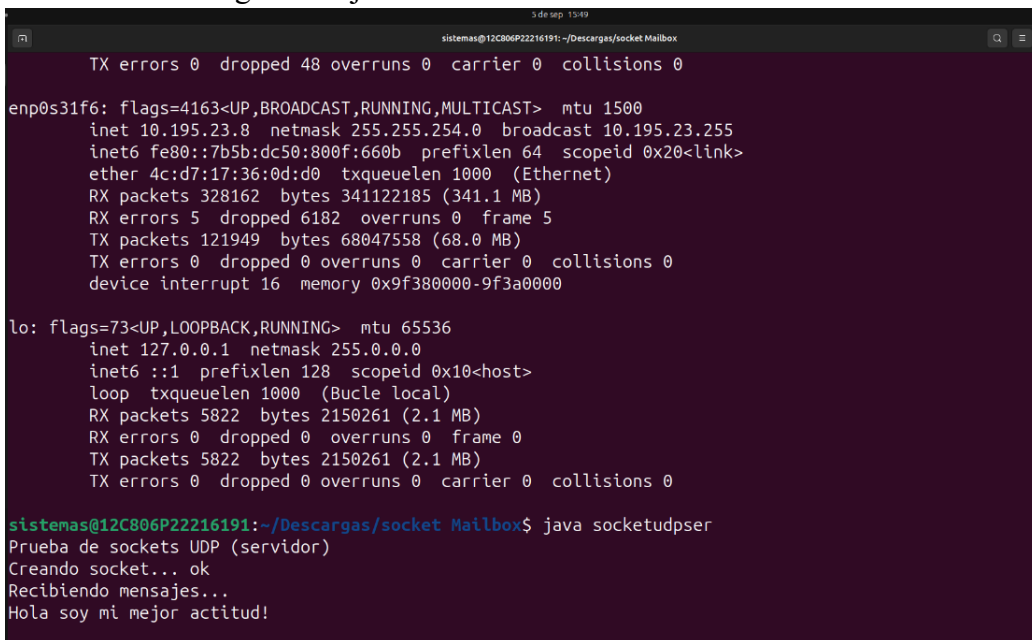 5 de sep 15:49
sistemas@12C806P22216191: ~/Descargas/socket Mailbox
TX errors 0 dropped 48 overruns 0 carrier 0 collisions 0
enp0s31f6: flags=4163<UP,BROADCAST,RUNNING,MULTICAST> mtu 1500
inet 10.195.23.8 netmask 255.255.254.0 broadcast 10.195.23.255
inet6 fe80::7b5b:dc50:800f:660b prefixlen 64 scopeid 0x20<link>
ether 4c:d7:17:36:0d:d0 txqueuelen 1000 (Ethernet)
RX packets 328162 bytes 341122185 (341.1 MB)
RX errors 5 dropped 6182 overruns 0 frame 5
TX packets 121949 bytes 68047558 (68.0 MB)
TX errors 0 dropped 0 overruns 0 carrier 0 collisions 0
device interrupt 16 memory 0x9f380000-9f3a0000
lo: flags=73<UP,LOOPBACK,RUNNING> mtu 65536
inet 127.0.0.1 netmask 255.0.0.0
inet6 ::1 prefixlen 128 scopeid 0x10<host>
loop txqueuelen 1000 (Bucle local)
RX packets 5822 bytes 2150261 (2.1 MB)
RX errors 0 dropped 0 overruns 0 frame 0
TX packets 5822 bytes 2150261 (2.1 MB)
TX errors 0 dropped 0 overruns 0 carrier 0 collisions 0
sistemas@12C806P22216191:~/Descargas/socket Mailbox$ java socketudpser
Prueba de sockets UDP (servidor)
Creando socket... ok
Recibiendo mensajes...
Hola soy mi mejor actitud!